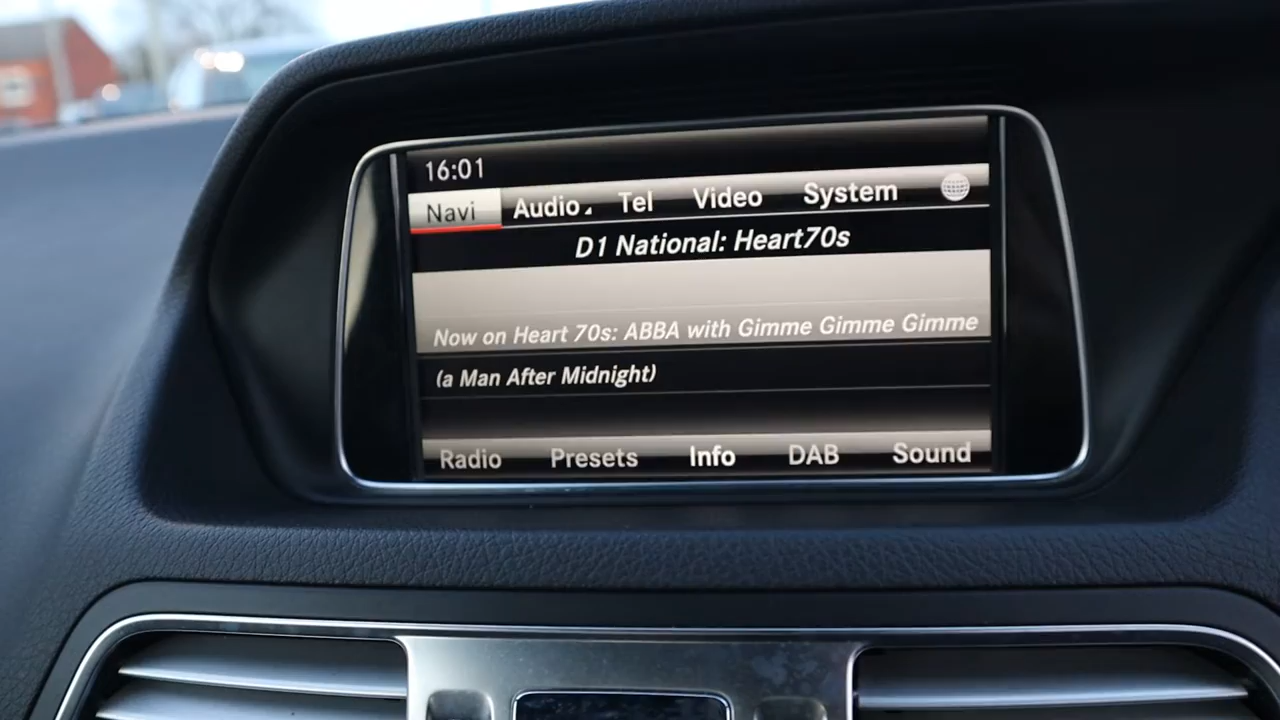 16:01
Navi Audio Tel Video System
D1 National: Heart70s
Now on Heart 70s: ABBA with Gimme Gimme Gimme
(a Man After Midnight)
Radio Presets Info DAB Sound